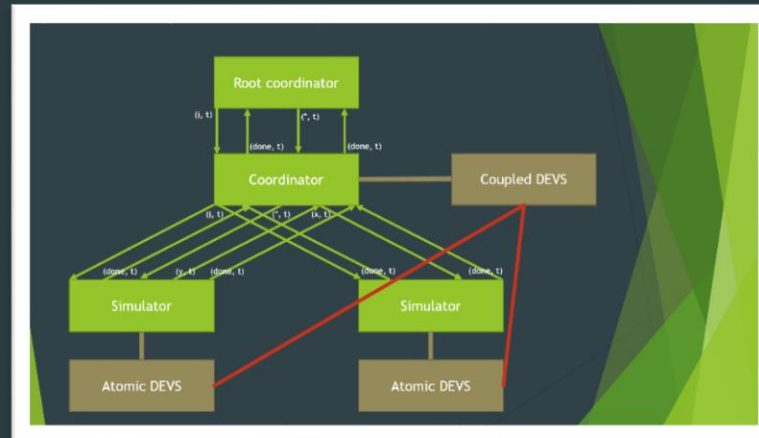 Root coordinator
(i, t)
(*, t)
(done, t)
(done, t)
Coordinator
Coupled DEVS
(i, t)
(*, t)
(x, t)
(done, t)
(y, t)
(done, t)
(done, t)
(done, t)
Simulator
Simulator
Atomic DEVS
Atomic DEVS